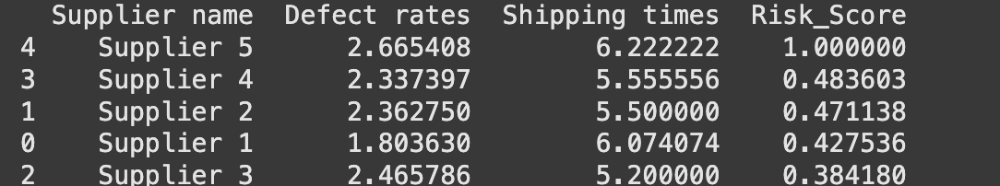 Supplier name Defect rates Shipping times Risk_Score
4 Supplier 5 2.665408 6.222222 1.000000
3 Supplier 4 2.337397 5.555556 0.483603
1 Supplier 2 2.362750 5.500000 0.471138
0 Supplier 1 1.803630 6.074074 0.427536
2 Supplier 3 2.465786 5.200000 0.384180